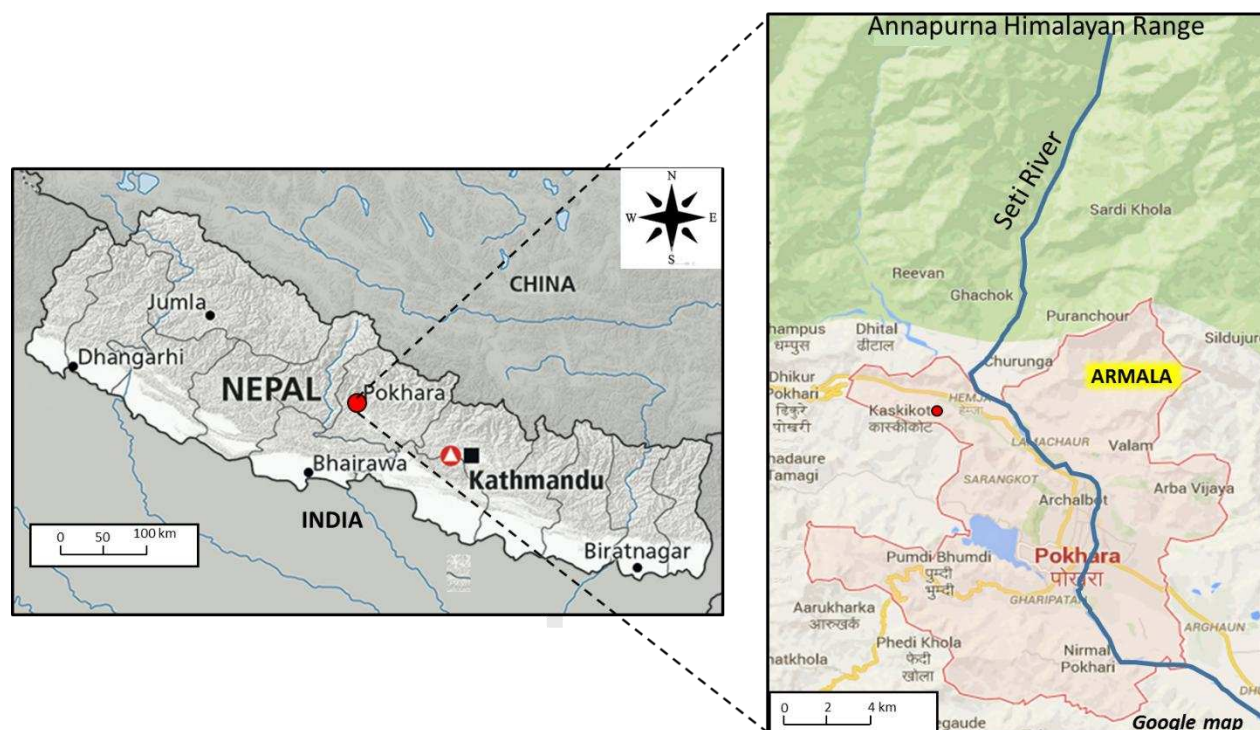 N
W
E
S
CHINA
Jumla
Dhangarhi
NEPAL
Pokhara
Bhairawa
Kathmandu
INDIA
Biratnagar
0 50 100 km
Annapurna Himalayan Range
Seti River
Sardi Khola
Reevan
Ghachok
Puranchour
hampus
धम्पुस
Dhital
ढीटाल
Sildujure
Churunga
ARMALA
Dhikur
Pokhari
ढिकुरे
पोखरी
HEMJA
हेम्जा
Kaskikot
कास्कीकोट
LAMACHAUR
Valam
hadaure
Tamagi
SARANGKOT
Archalbot
Arba Vijaya
Pumdi Bhumdi
पुम्दी
भुम्दी
Pokhara
पोखरा
GHARIPATAN
Aarukharka
आरुखर्क
ARGHAUN
Phedi Khola
फेदी
खोला
Nirmal
Pokhari
hatkhola
0 2 4 km
egaude
Google map